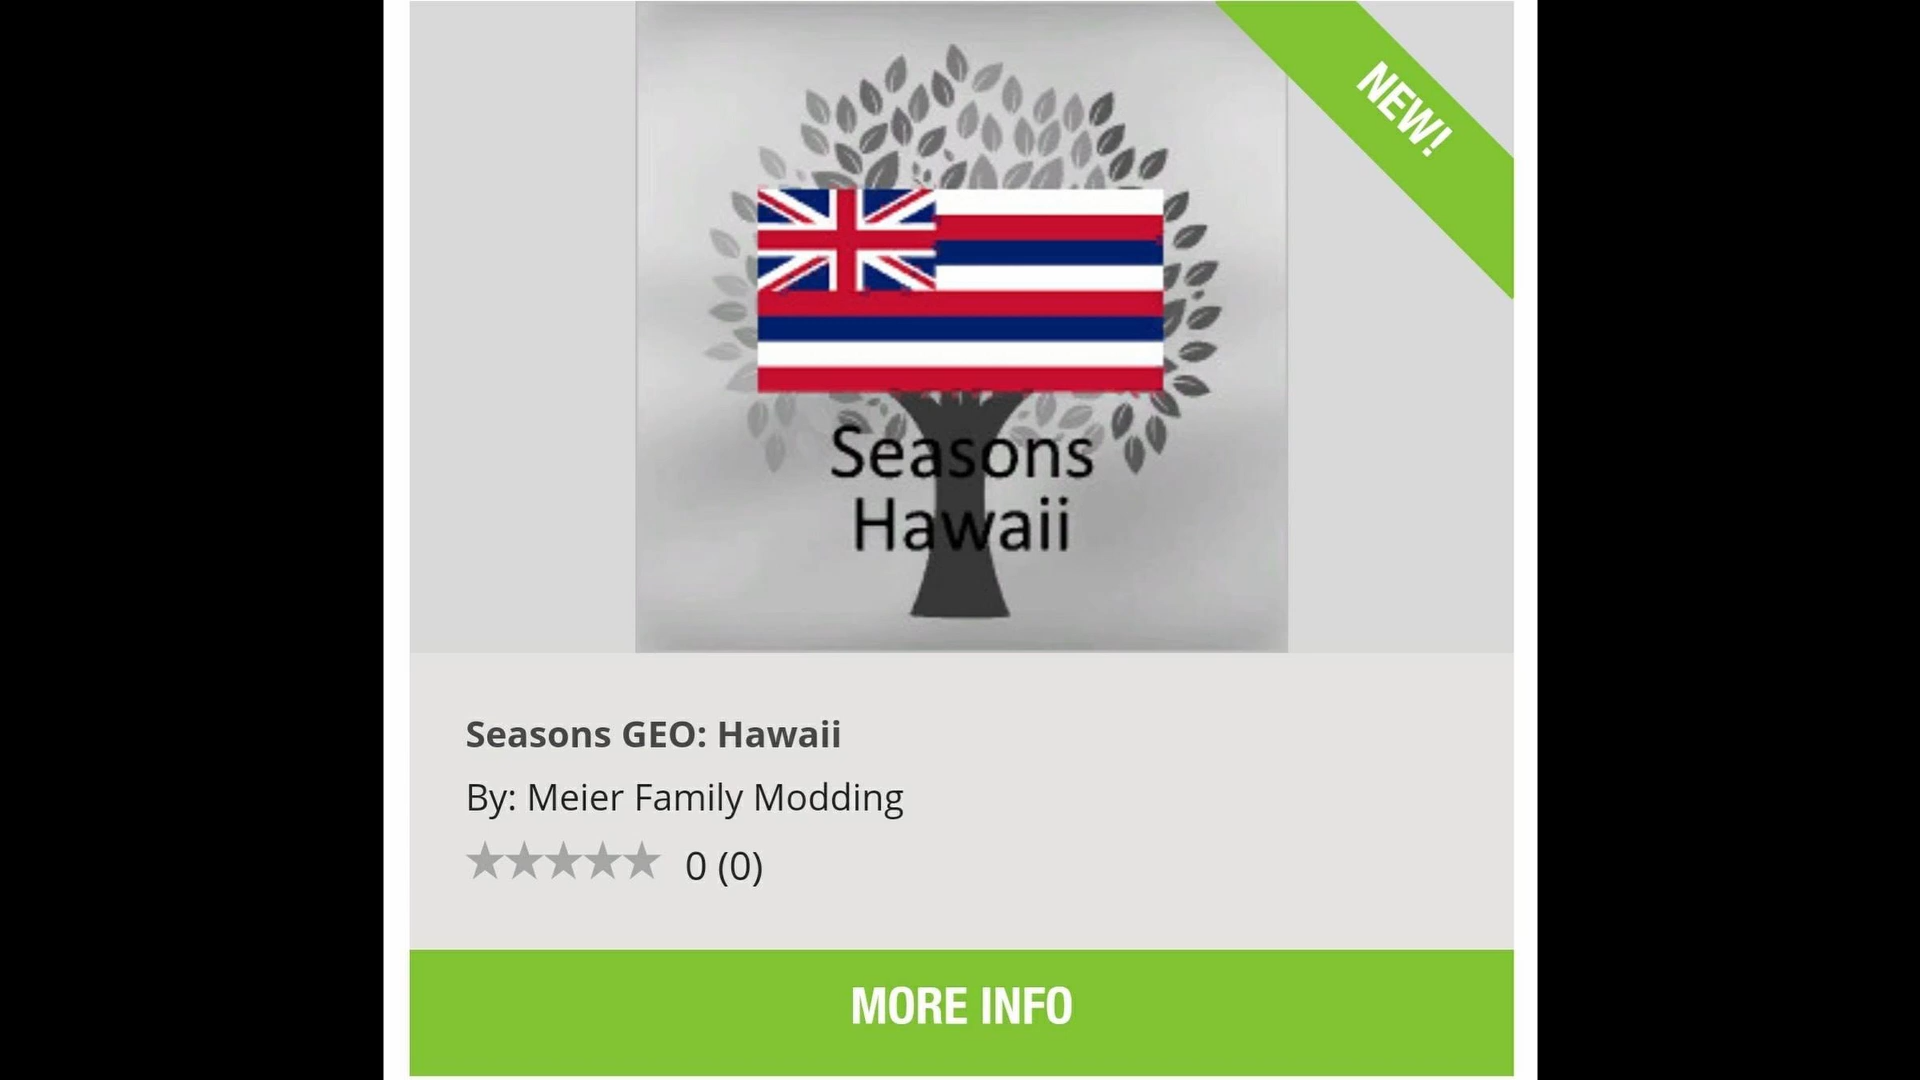 NEW!
Seasons
Hawaii
Seasons GEO: Hawaii
By: Meier Family Modding
0 (0)
MORE INFO